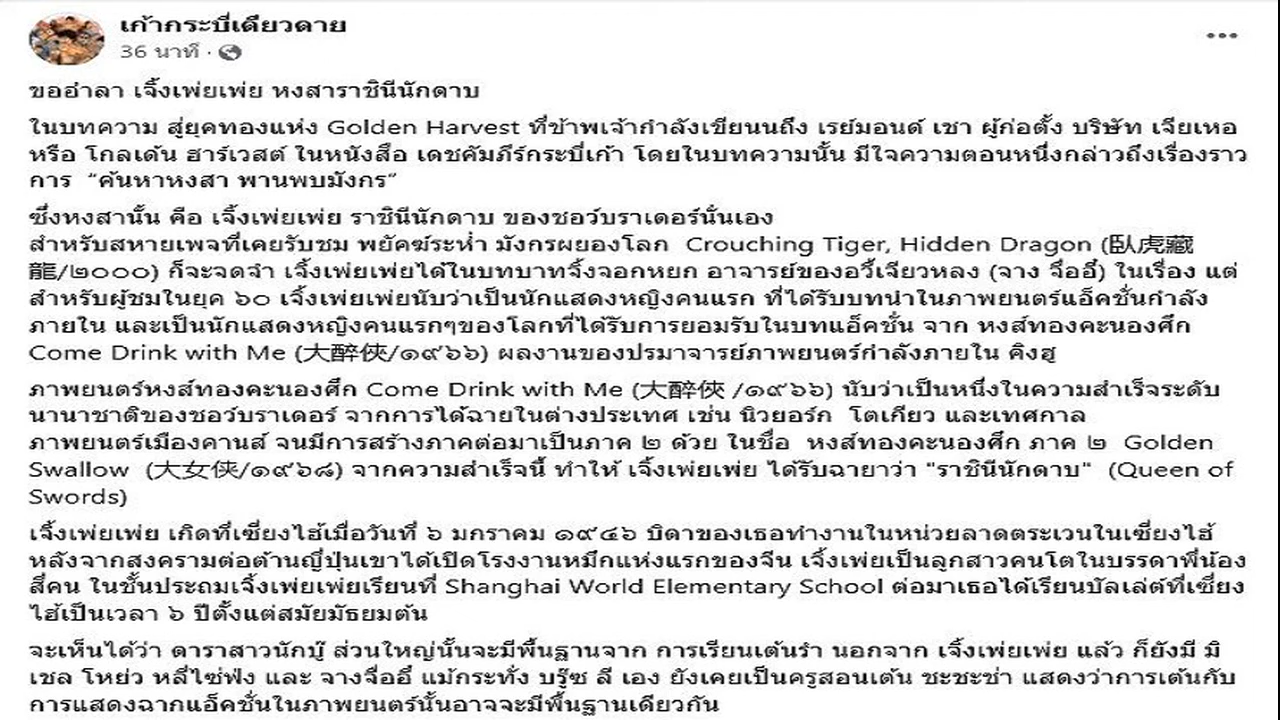 เก้ากระบี่เดียวดาย
36 นาที ·
ขออำลา เจิ้งเพ่ยเพ่ย หงสาราชินีนักดาบ
ในบทความ สู่ยุคทองแห่ง Golden Harvest ที่ข้าพเจ้ากำลังเขียนนถึง เรย์มอนด์ เชา ผู้ก่อตั้ง บริษัท เจียเหอ
หรือ โกลเด้น ฮาร์เวสต์ ในหนังสือ เดชคัมภีร์กระบี่เก้า โดยในบทความนั้น มีใจความตอนหนึ่งกล่าวถึงเรื่องราว
การ “ค้นหาหงสา พานพบมังกร”
ซึ่งหงสานั้น คือ เจิ้งเพ่ยเพ่ย ราชินีนักดาบ ของชอว์บราเดอร์นั่นเอง
สำหรับสหายเพจที่เคยรับชม พยัคฆ์ระห่ำ มังกรผยองโลก Crouching Tiger, Hidden Dragon (臥虎藏
龍/๒๐๐๐) ก็จะจดจำ เจิ้งเพ่ยเพ่ยได้ในบทบาทจิ้งจอกหยก อาจารย์ของอวี้เจียวหลง (จาง จื่ออี๋) ในเรื่อง แต่
สำหรับผู้ชมในยุค ๖๐ เจิ้งเพ่ยเพ่ยนับว่าเป็นนักแสดงหญิงคนแรก ที่ได้รับบทนำในภาพยนตร์แอ็คชั่นกำลัง
ภายใน และเป็นนักแสดงหญิงคนแรกๆของโลกที่ได้รับการยอมรับในบทแอ็คชั่น จาก หงส์ทองคะนองศึก
Come Drink with Me (大醉俠/๑๙๖๖) ผลงานของปรมาจารย์ภาพยนตร์กำลังภายใน คิงฮู
ภาพยนตร์หงส์ทองคะนองศึก Come Drink with Me (大醉俠 /๑๙๖๖) นับว่าเป็นหนึ่งในความสำเร็จระดับ
นานาชาติของชอว์บราเดอร์ จากการได้ฉายในต่างประเทศ เช่น นิวยอร์ก โตเกียว และเทศกาล
ภาพยนตร์เมืองคานส์ จนมีการสร้างภาคต่อมาเป็นภาค ๒ ด้วย ในชื่อ หงส์ทองคะนองศึก ภาค ๒ Golden
Swallow (大女俠/๑๙๖๘) จากความสำเร็จนี้ ทำให้ เจิ้งเพ่ยเพ่ย ได้รับฉายาว่า "ราชินีนักดาบ" (Queen of
Swords)
เจิ้งเพ่ยเพ่ย เกิดที่เซี่ยงไฮ้เมื่อวันที่ ๖ มกราคม ๑๙๔๖ บิดาของเธอทำงานในหน่วยลาดตระเวนในเซี่ยงไฮ้
หลังจากสงครามต่อต้านญี่ปุ่นเขาได้เปิดโรงงานหมึกแห่งแรกของจีน เจิ้งเพ่ยเป็นลูกสาวคนโตในบรรดาพี่น้อง
สี่คน ในชั้นประถมเจิ้งเพ่ยเพ่ยเรียนที่ Shanghai World Elementary School ต่อมาเธอได้เรียนบัลเล่ต์ที่เซี่ยง
ไฮ้เป็นเวลา ๖ ปีตั้งแต่สมัยมัธยมต้น
จะเห็นได้ว่า ดาราสาวนักบู๊ ส่วนใหญ่นั้นจะมีพื้นฐานจาก การเรียนเต้นรำ นอกจาก เจิ้งเพ่ยเพ่ย แล้ว ก็ยังมี มิ
เชล โหย่ว หลี่ไซ่ฟ่ง และ จางจื่ออี๋ แม้กระทั่ง บรู๊ซ ลี เอง ยังเคยเป็นครูสอนเต้น ชะชะช่า แสดงว่าการเต้นกับ
การแสดงฉากแอ็คชั่นในภาพยนตร์นั้นอาจจะมีพื้นฐานเดียวกัน